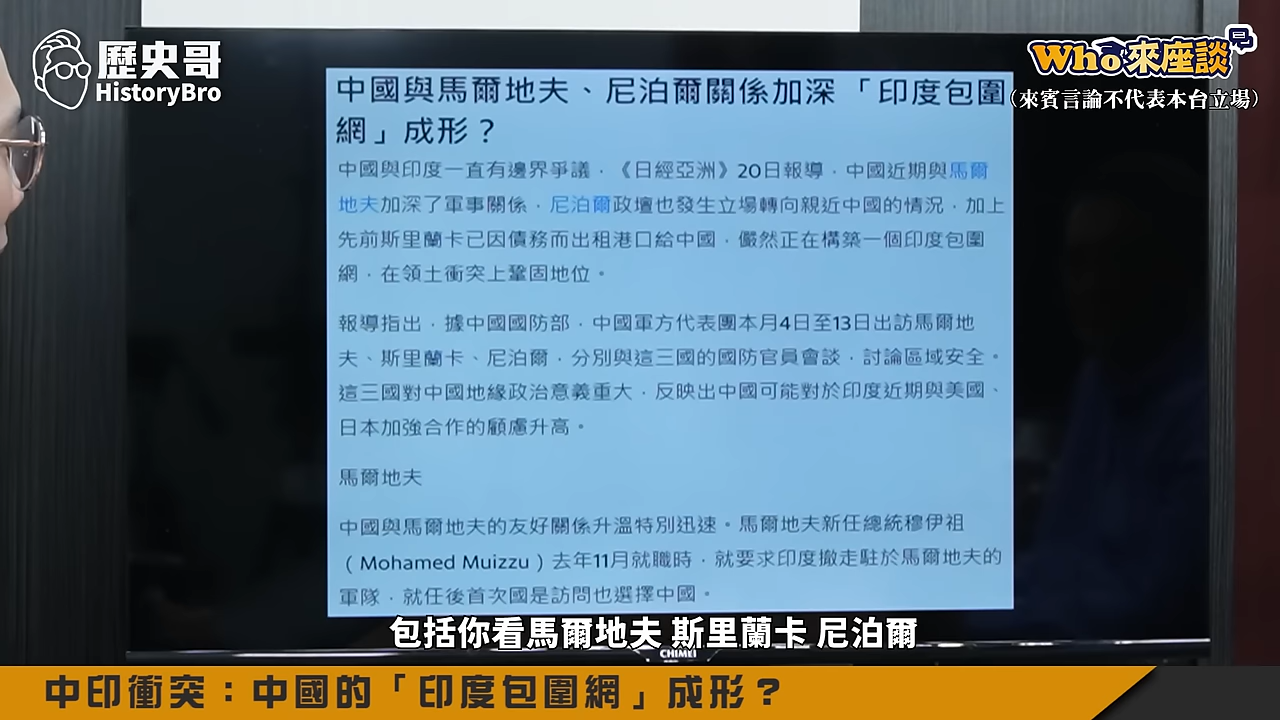 歷史哥
HistoryBro
Who來座談
(來賓言論不代表本台立場)
中國與馬爾地夫、尼泊爾關係加深 「印度包圍
網」成形？
中國與印度一直有邊界爭議，《日經亞洲》20日報導，中國近期與馬爾
地夫加深了軍事關係，尼泊爾政壇也發生立場轉向親近中國的情況，加上
先前斯里蘭卡已因債務而出租港口給中國，儼然正在構築一個印度包圍
網，在領土衝突上鞏固地位。
報導指出，據中國國防部，中國軍方代表團本月4日至13日出訪馬爾地
夫、斯里蘭卡、尼泊爾，分別與這三國的國防官員會談，討論區域安全。
這三國對中國地緣政治意義重大，反映出中國可能對於印度近期與美國、
日本加強合作的顧慮升高。
馬爾地夫
中國與馬爾地夫的友好關係升溫特別迅速。馬爾地夫新任總統穆伊祖
（Mohamed Muizzu）去年11月就職時，就要求印度撤走駐於馬爾地夫的
軍隊，就任後首次國是訪問也選擇中國。
包括你看馬爾地夫 斯里蘭卡 尼泊爾
CHIMEI
中印衝突：中國的「印度包圍網」成形？